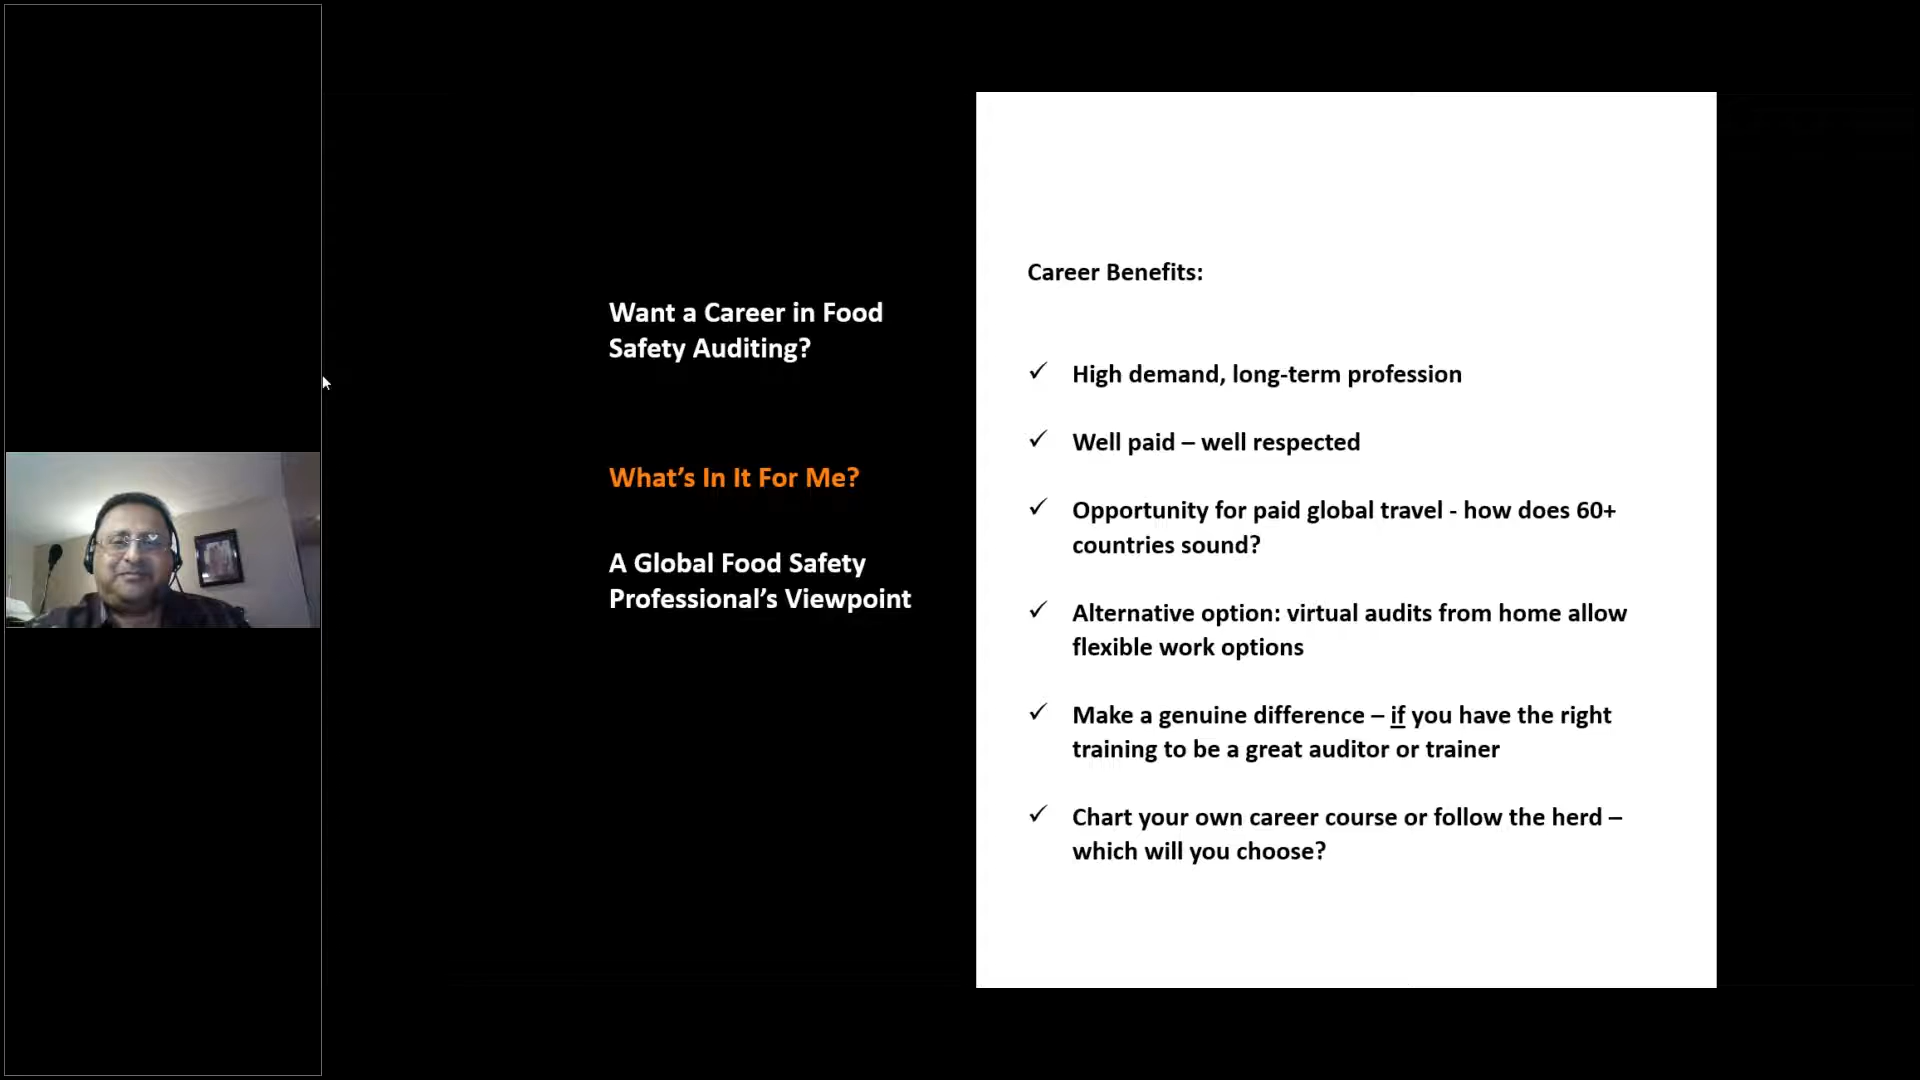 Want a Career in Food
Safety Auditing?
What’s In It For Me?
A Global Food Safety
Professional’s Viewpoint
Career Benefits:
✓ High demand, long-term profession
✓ Well paid – well respected
✓ Opportunity for paid global travel - how does 60+
countries sound?
✓ Alternative option: virtual audits from home allow
flexible work options
✓ Make a genuine difference – if you have the right
training to be a great auditor or trainer
✓ Chart your own career course or follow the herd –
which will you choose?